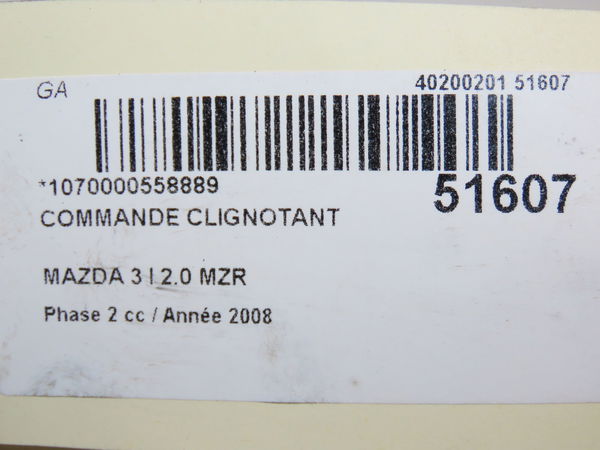 GA
40200201 51607
*1070000558889
51607
COMMANDE CLIGNOTANT
MAZDA 3 I 2.0 MZR
Phase 2 cc / Année 2008